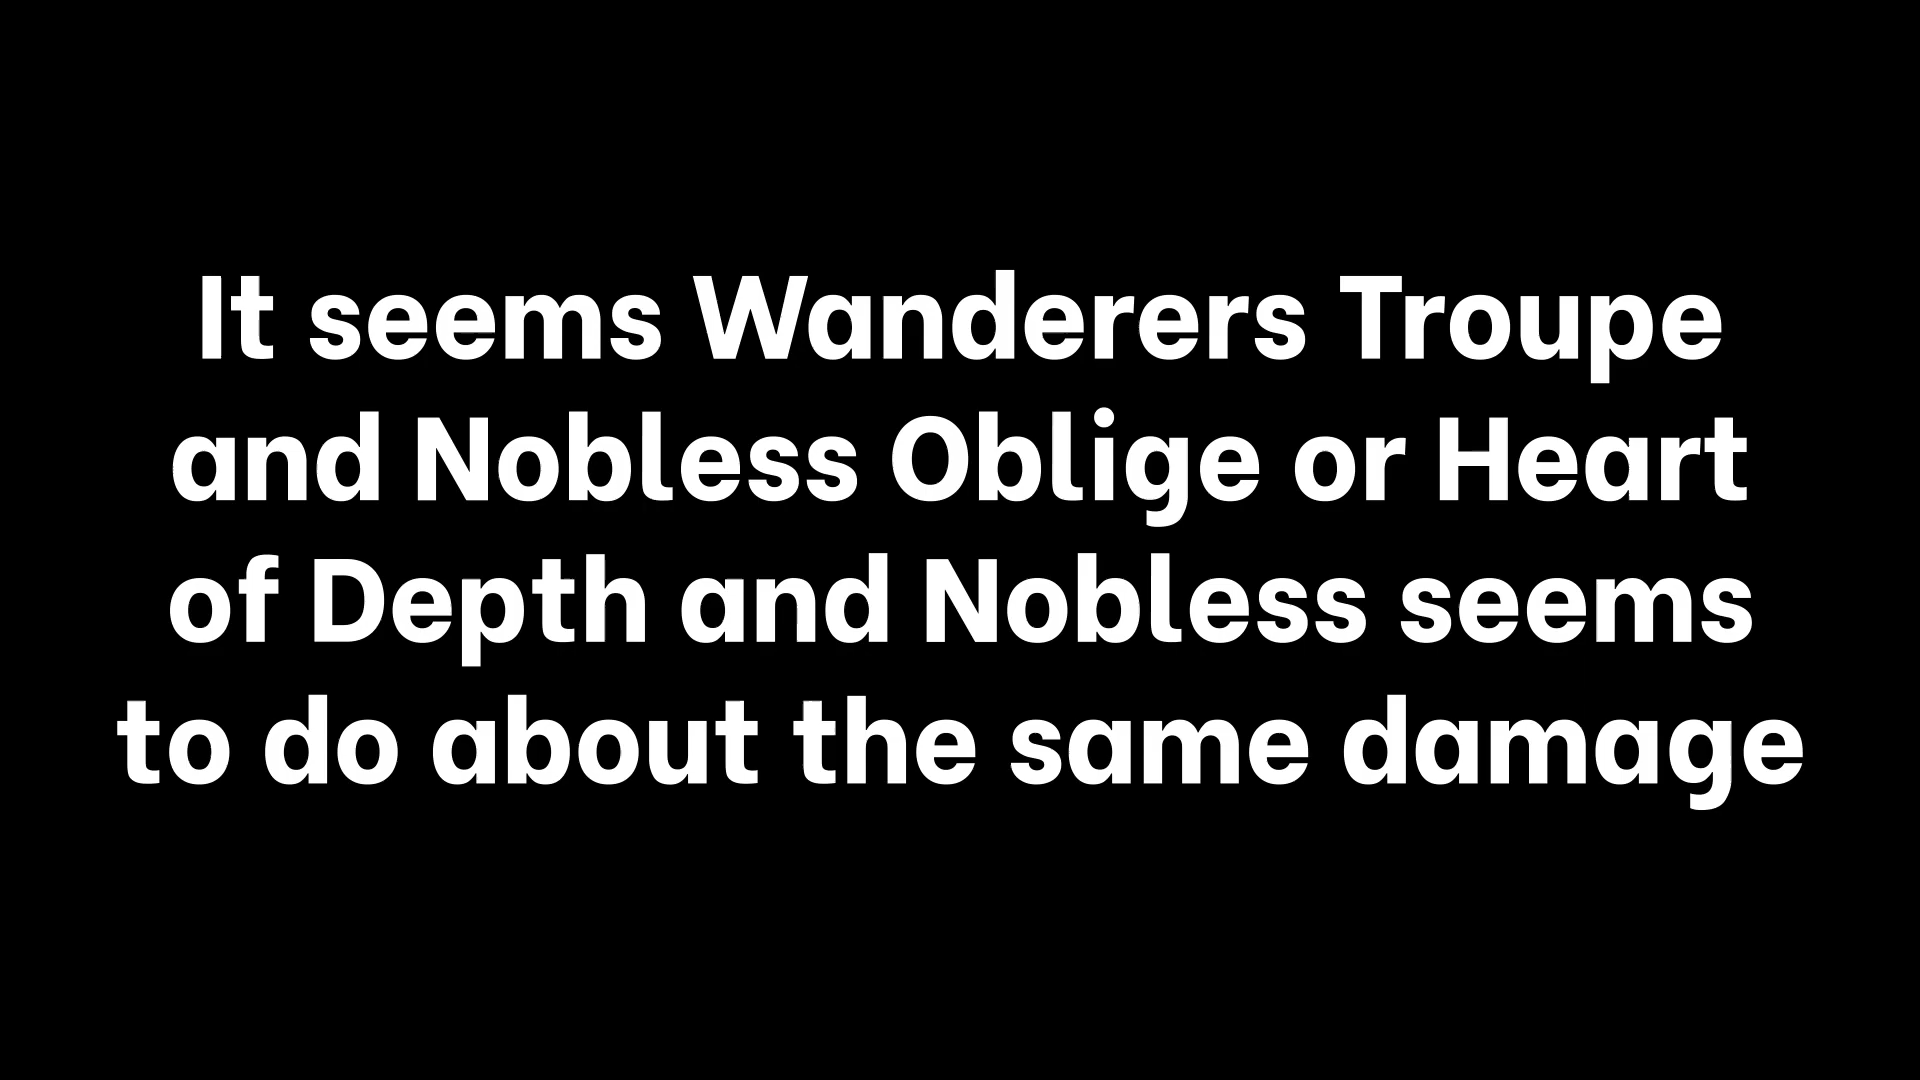 It seems Wanderers Troupe
and Nobless Oblige or Heart
of Depth and Nobless seems
to do about the same damage